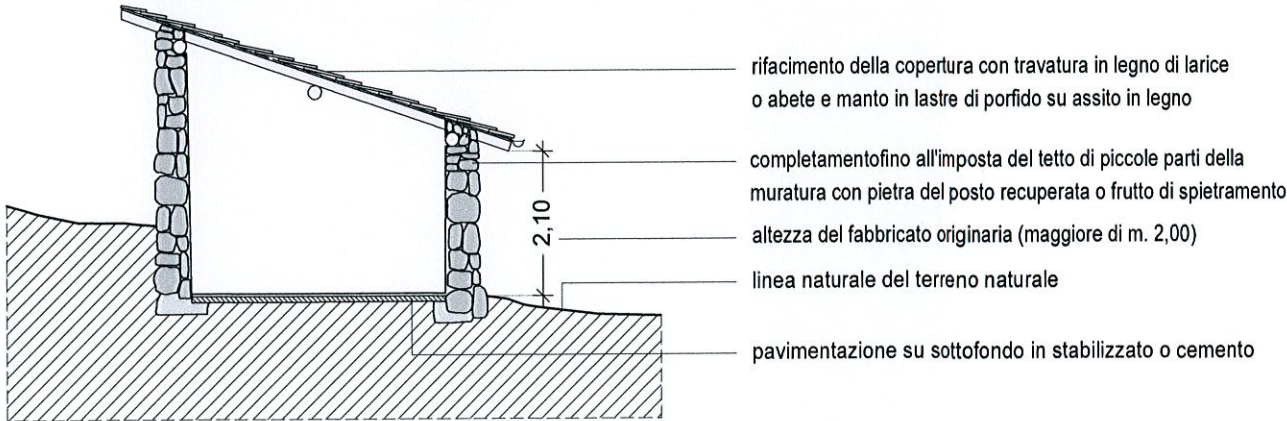 rifacimento della copertura con travatura in legno di larice
o abete e manto in lastre di porfido su assito in legno
completamentofino all'imposta del tetto di piccole parti della
muratura con pietra del posto recuperata o frutto di spietramento
2,10
altezza del fabbricato originaria (maggiore di m. 2,00)
linea naturale del terreno naturale
pavimentazione su sottofondo in stabilizzato o cemento